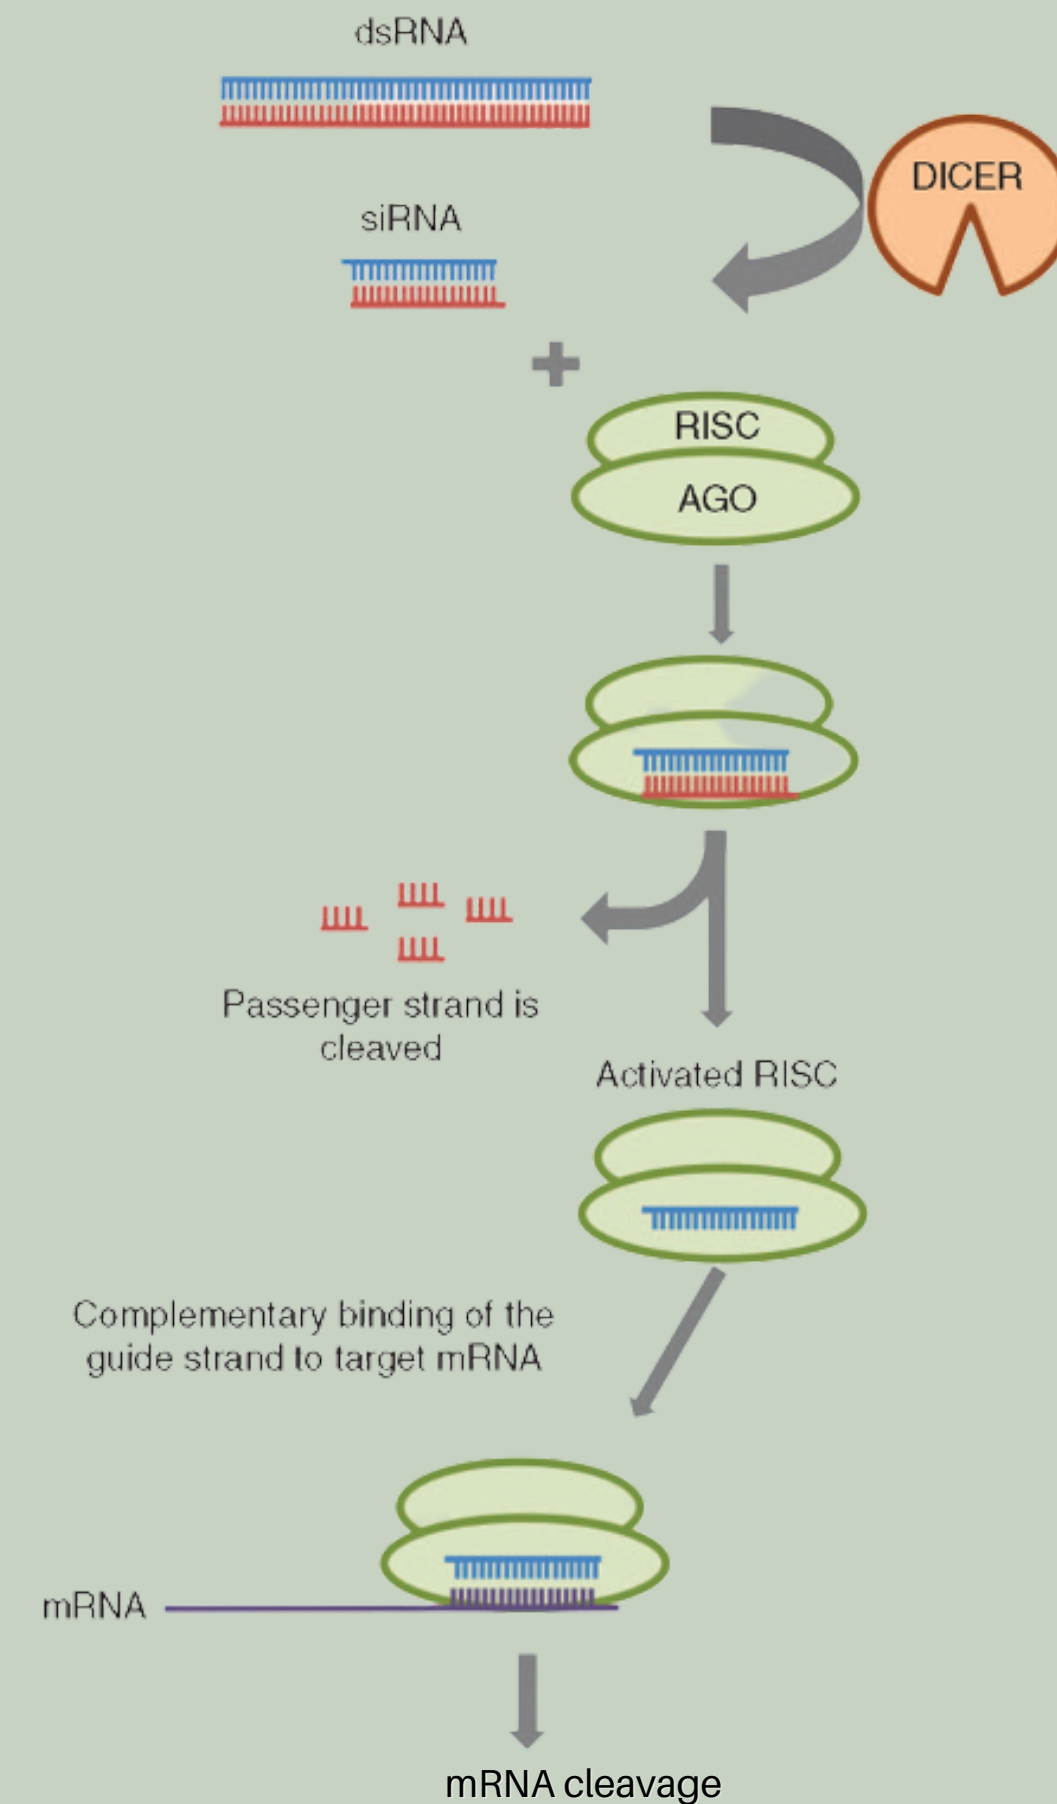 dsRNA
DICER
siRNA
RISC
AGO
Passenger strand is
cleaved
Activated RISC
Complementary binding of the
guide strand to target mRNA
mRNA
mRNA cleavage